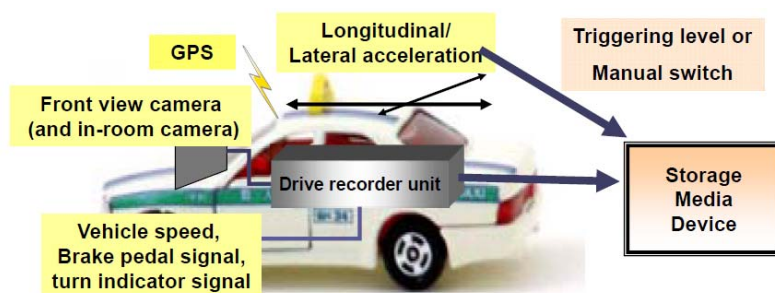 GPS
Longitudinal/
Lateral acceleration
Triggering level or
Manual switch
Front view camera
(and in-room camera)
Drive recorder unit
Storage
Media
Device
Vehicle speed,
Brake pedal signal,
turn indicator signal